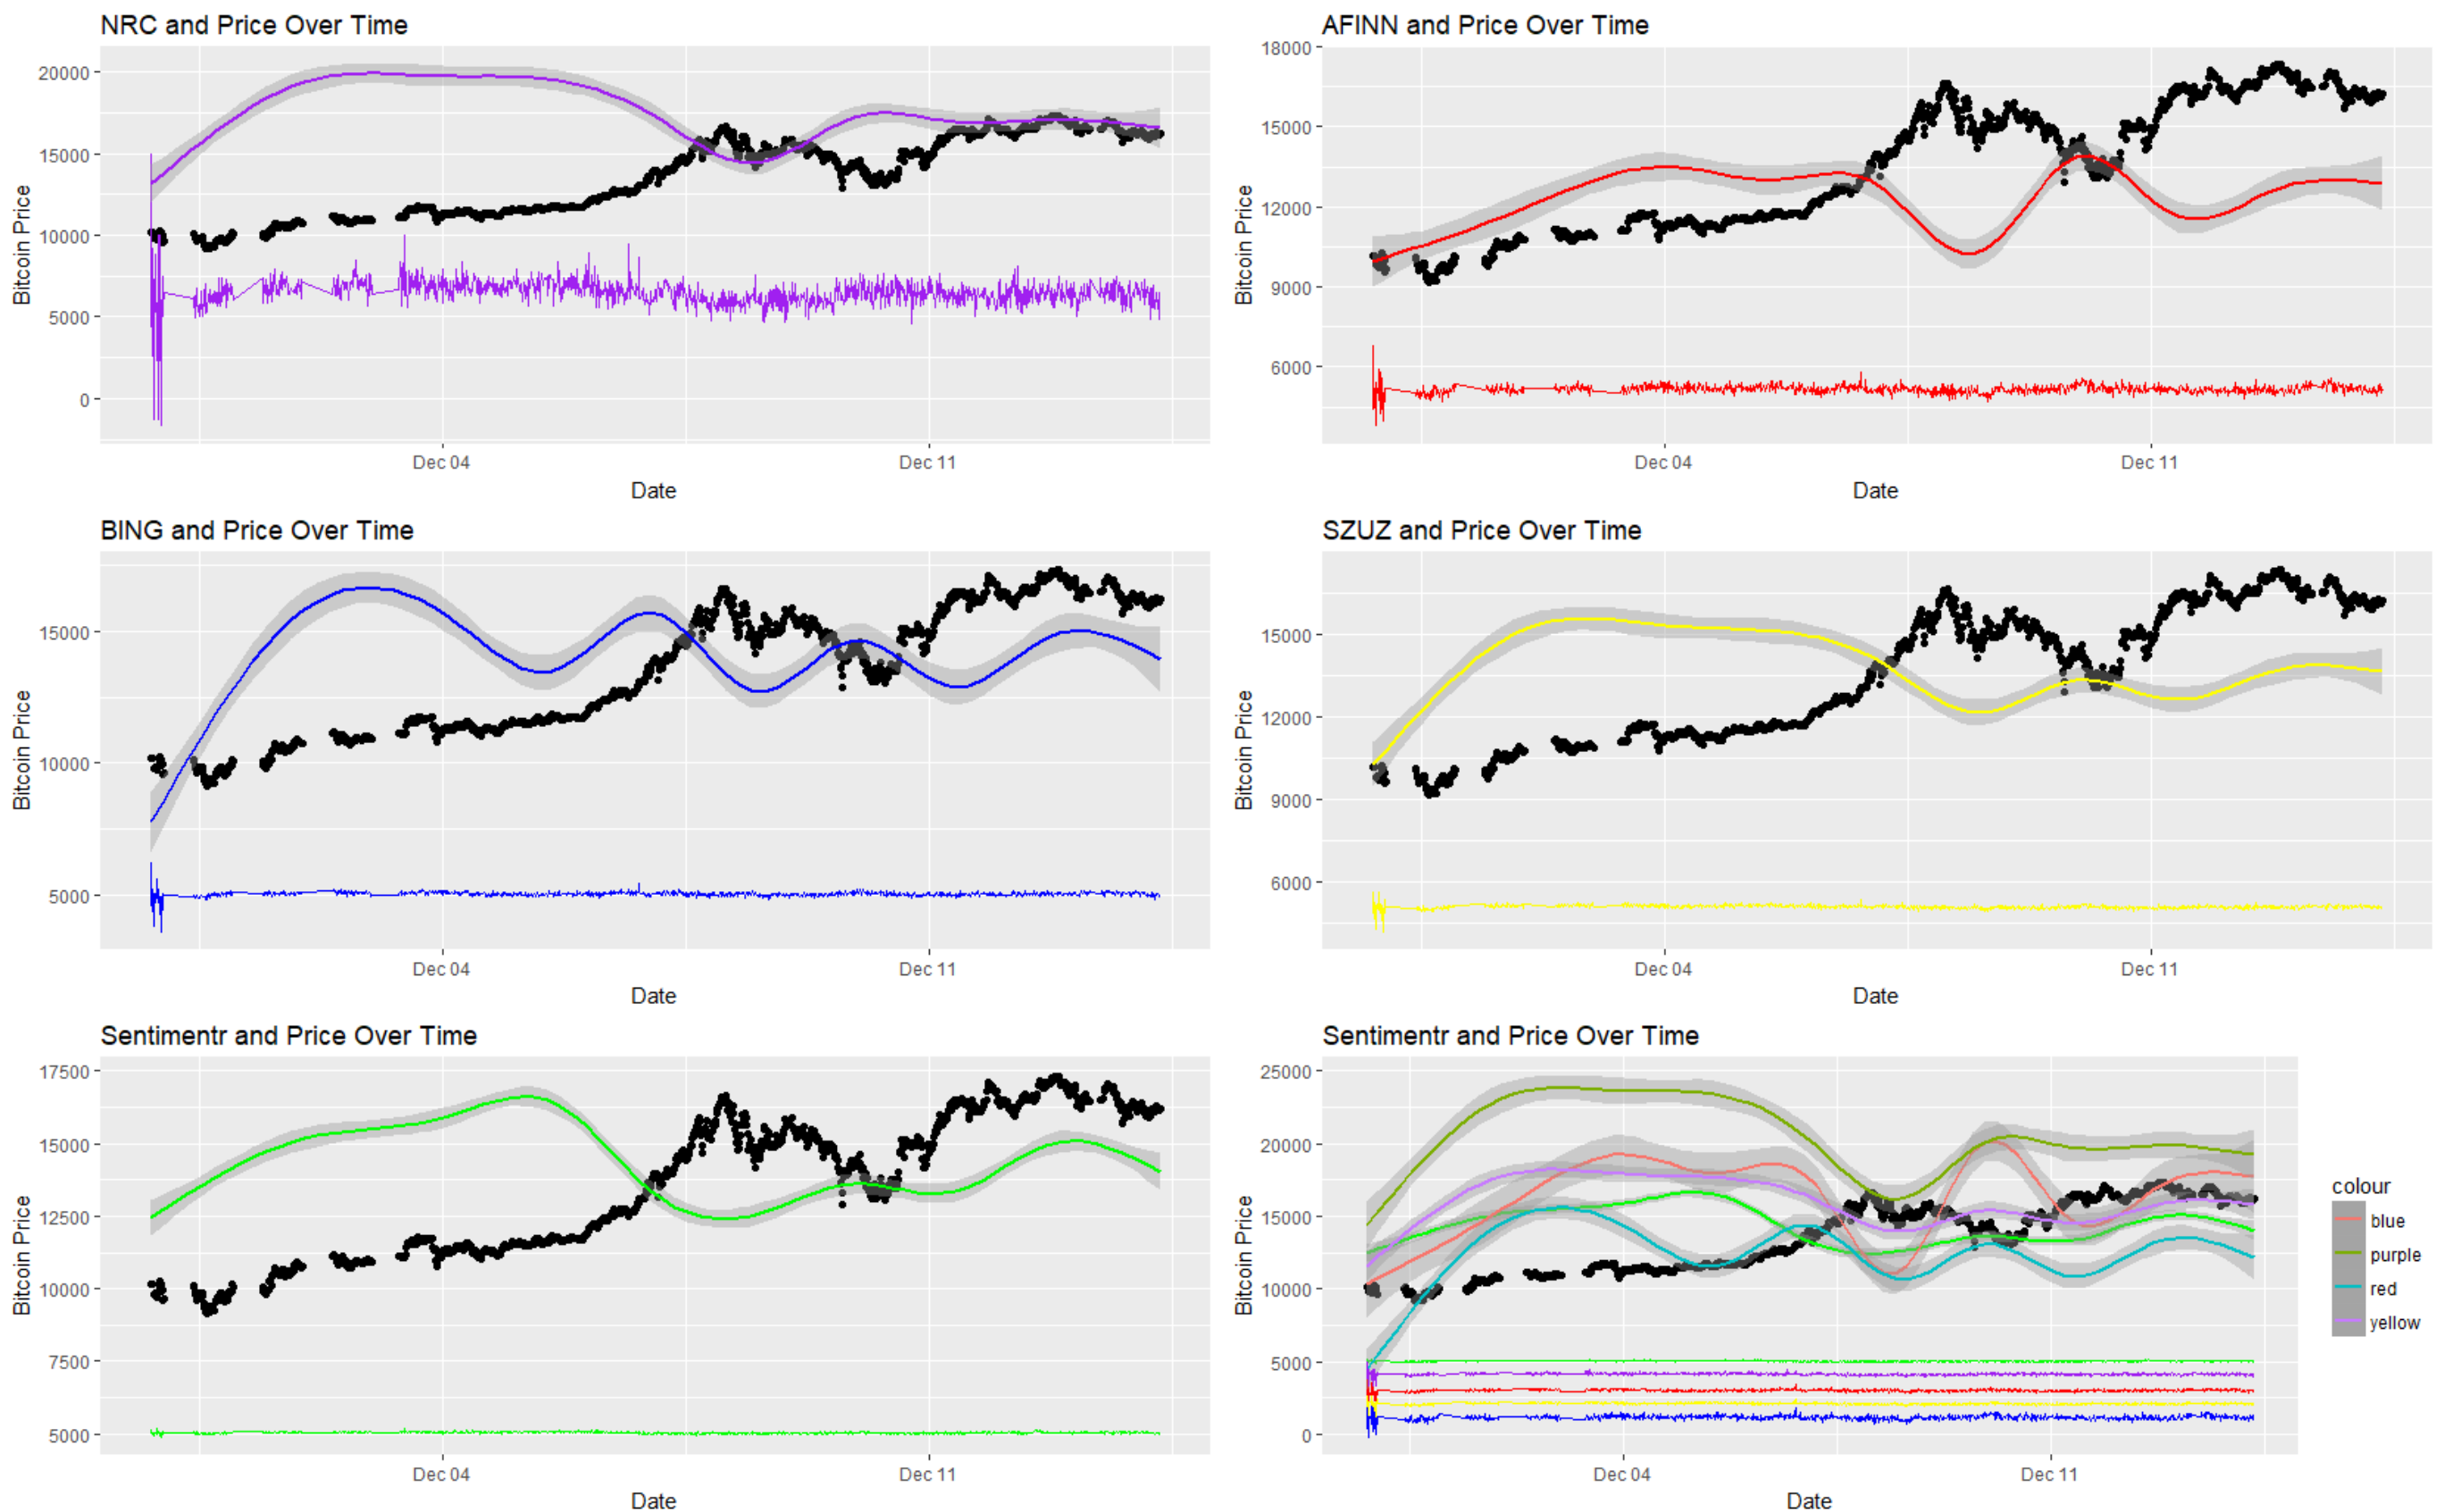 NRC and Price Over Time
20000
15000
10000
5000
0
Bitcoin Price
Dec 04
Dec 11
Date
AFINN and Price Over Time
18000
15000
12000
9000
6000
Bitcoin Price
Dec 04
Dec 11
Date
BING and Price Over Time
15000
10000
5000
Bitcoin Price
Dec 04
Dec 11
Date
SZUZ and Price Over Time
15000
12000
9000
6000
Bitcoin Price
Dec 04
Dec 11
Date
Sentimentr and Price Over Time
17500
15000
12500
10000
7500
5000
Bitcoin Price
Dec 04
Dec 11
Date
Sentimentr and Price Over Time
25000
20000
15000
10000
5000
0
Bitcoin Price
Dec 04
Dec 11
Date
colour
blue
purple
red
yellow